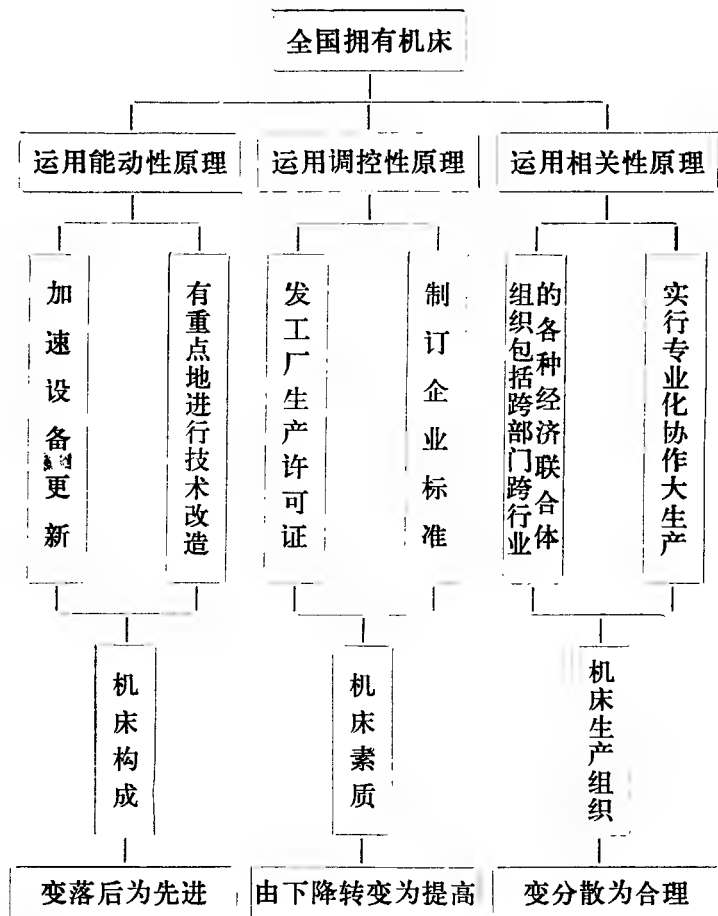 全国拥有机床
运用能动性原理
运用调控性原理
运用相关性原理
加速设备更新
有重点地进行技术改造
发工厂生产许可证
制订企业标准
组织包括跨部门跨行业
的各种经济联合体
实行专业化协作大生产
机床构成
机床素质
机床生产组织
变落后为先进
由下降转变为提高
变分散为合理